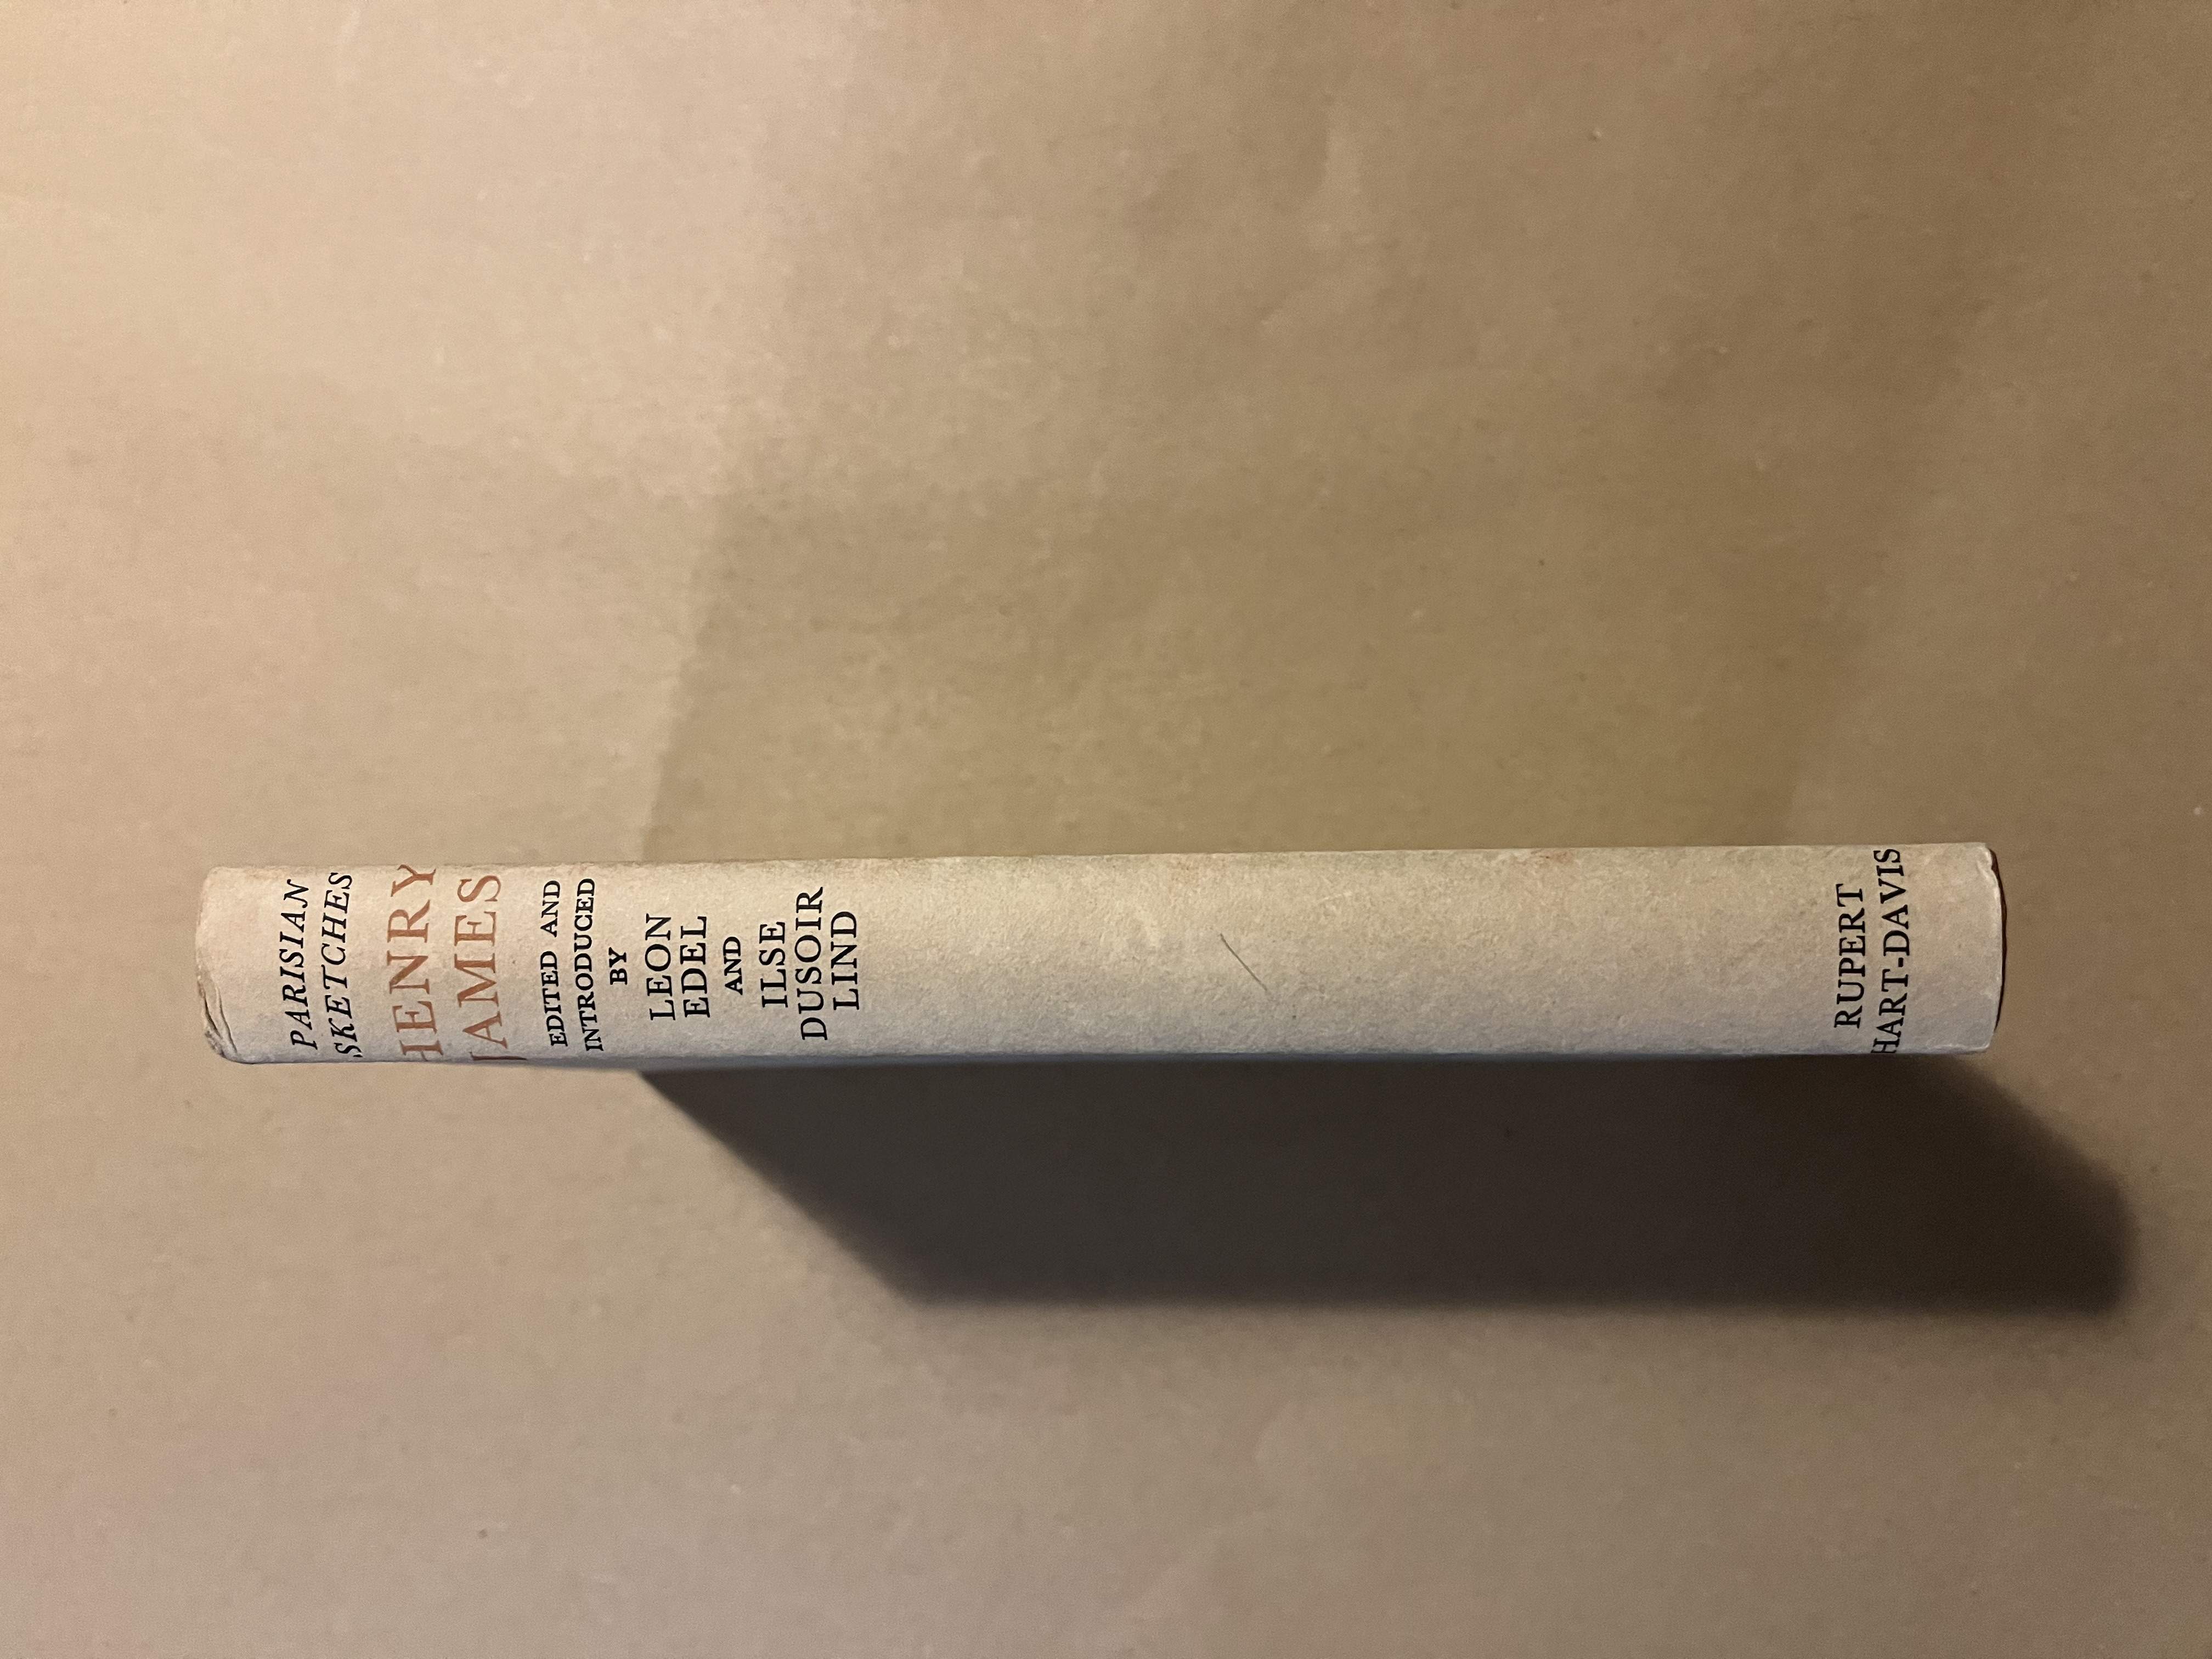 PARISIAN
SKETCHES
HENRY
JAMES
EDITED AND
INTRODUCED
BY
LEON
EDEL
AND
ILSE
DUSOIR
LIND
RUPERT
HART-DAVIS